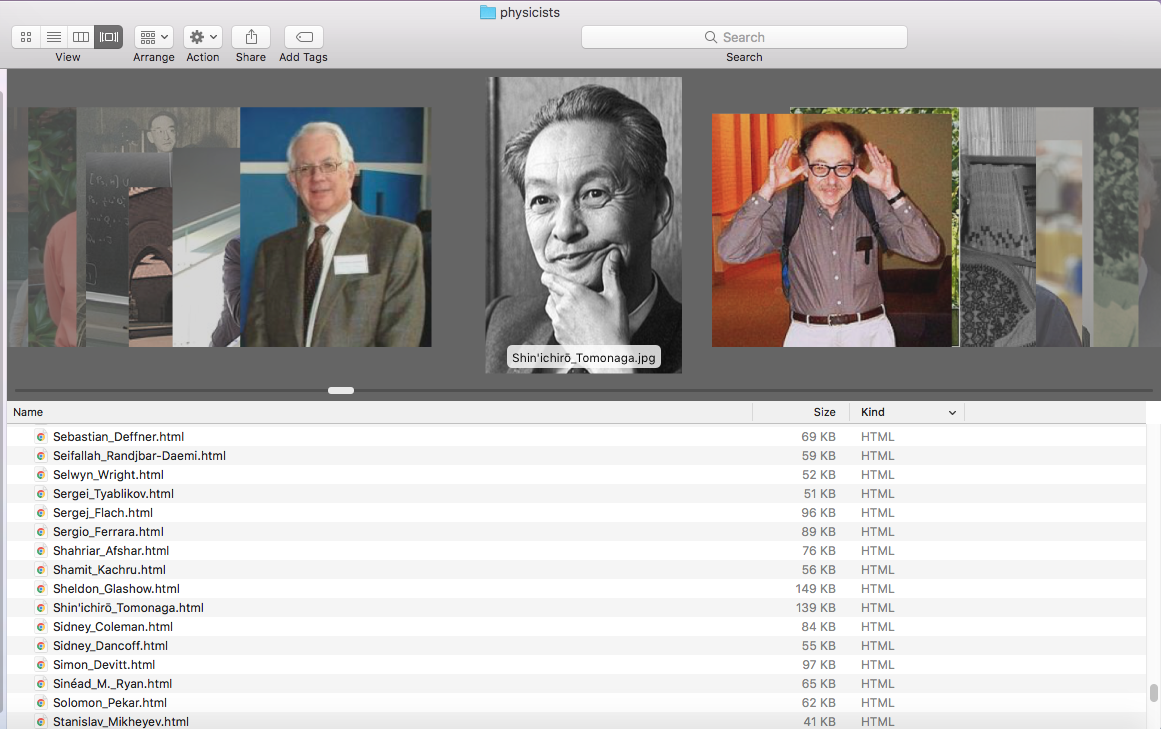 physicists
Search
View
Arrange
Action
Share
Add Tags
Search
Shin'ichirō_Tomonaga.jpg
Name Size Kind
Sebastian_Deffner.html 69 KB HTML
Seifallah_Randjbar-Daemi.html 59 KB HTML
Selwyn_Wright.html 52 KB HTML
Sergei_Tyablikov.html 51 KB HTML
Sergej_Flach.html 96 KB HTML
Sergio_Ferrara.html 89 KB HTML
Shahriar_Afshar.html 76 KB HTML
Shamit_Kachru.html 56 KB HTML
Sheldon_Glashow.html 149 KB HTML
Shin'ichirō_Tomonaga.html 139 KB HTML
Sidney_Coleman.html 84 KB HTML
Sidney_Dancoff.html 55 KB HTML
Simon_Devitt.html 97 KB HTML
Sinéad_M._Ryan.html 65 KB HTML
Solomon_Pekar.html 62 KB HTML
Stanislav_Mikheyev.html 41 KB HTML